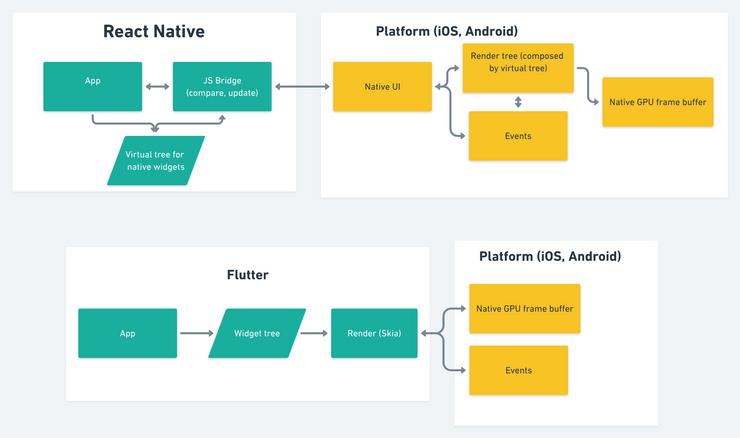 React Native
App
JS Bridge
(compare, update)
Virtual tree for
native widgets
Platform (iOS, Android)
Native UI
Render tree (composed
by virtual tree)
Events
Native GPU frame buffer
Flutter
App
Widget tree
Render (Skia)
Platform (iOS, Android)
Native GPU frame buffer
Events